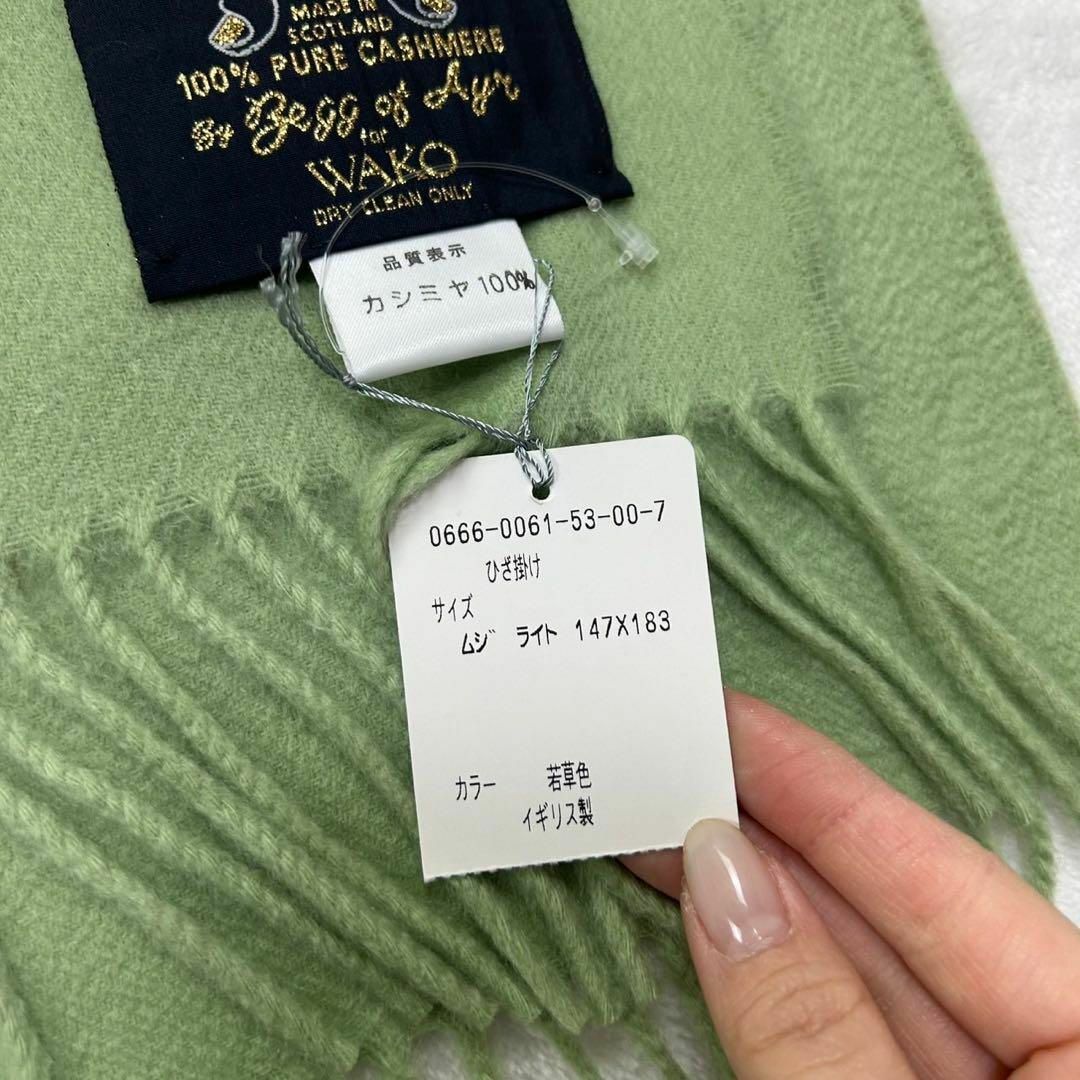 MADE IN
SCOTLAND
100% PURE CASHMERE
By Begg of Ayr
for
WAKO
DRY CLEAN ONLY
品質表示
カシミヤ100%
0666-0061-53-00-7
ひざ掛け
サイズ
ムジ ライト 147X183
カラー 若草色
イギリス製